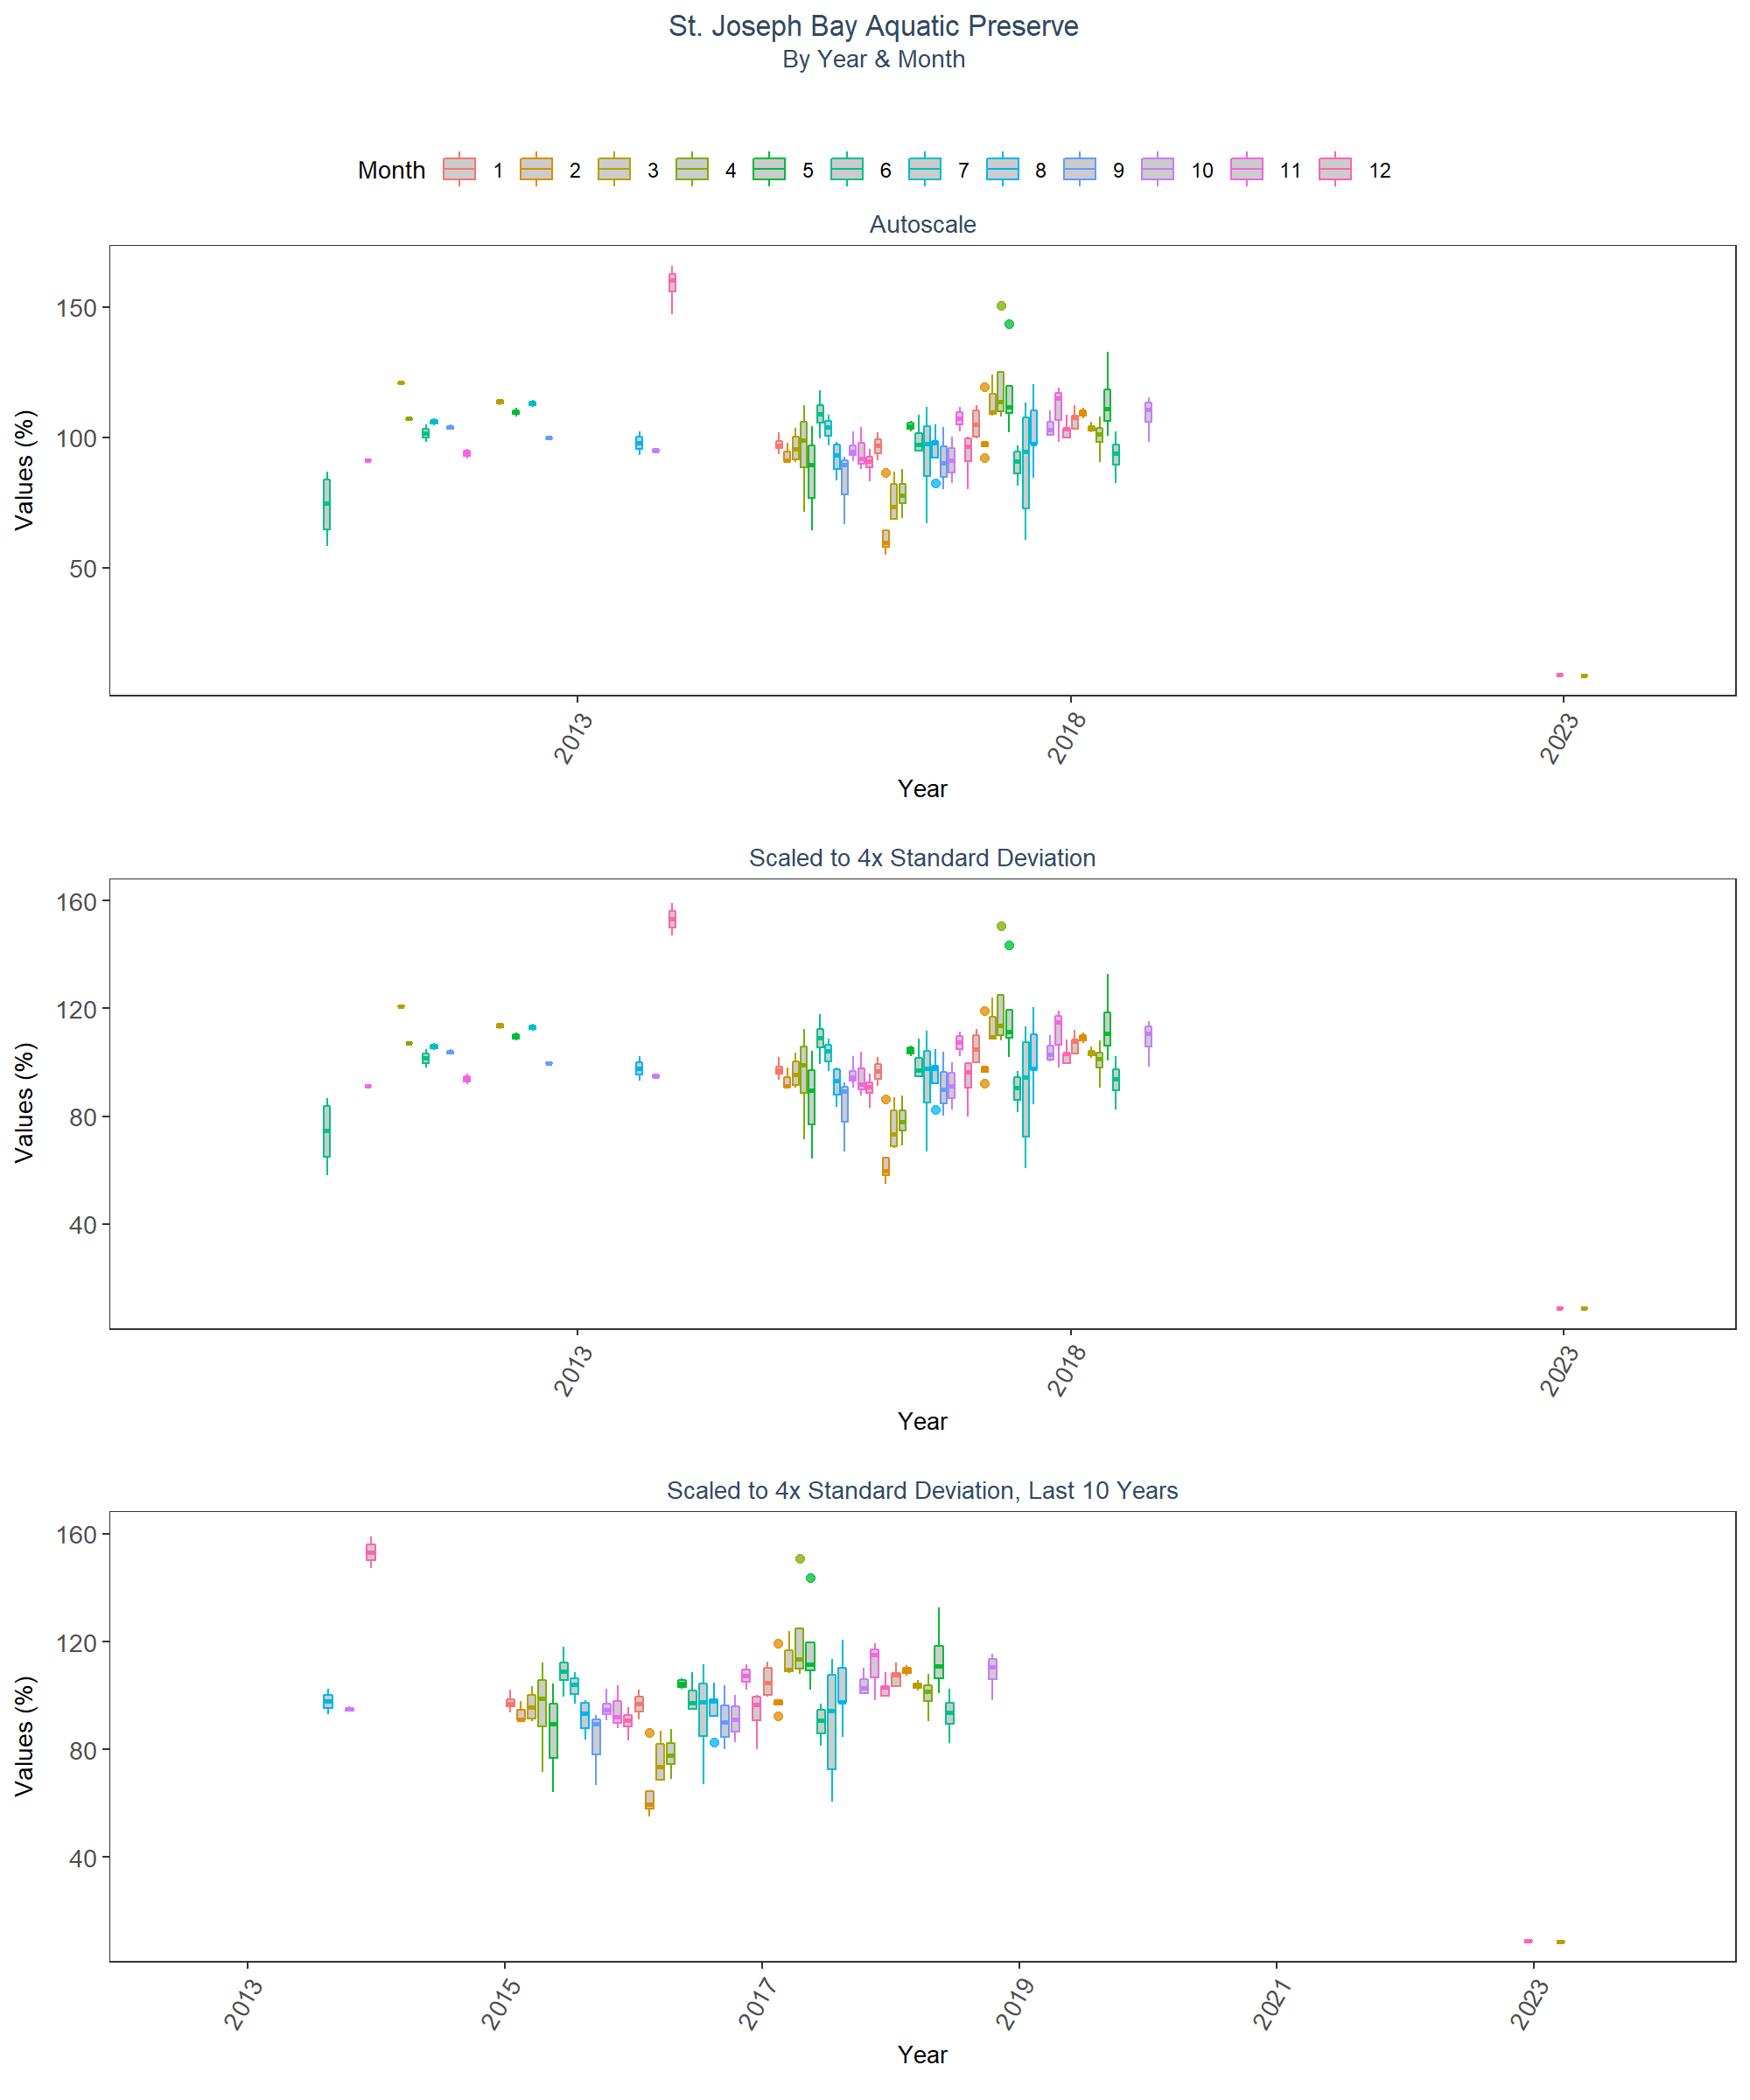 St. Joseph Bay Aquatic Preserve
By Year & Month
Month 1 2 3 4 5 6 7 8 9 10 11 12
Autoscale
150
100
50
Values (%)
2013 2018 2023
Year
Scaled to 4x Standard Deviation
160
120
80
40
Values (%)
2013 2018 2023
Year
Scaled to 4x Standard Deviation, Last 10 Years
160
120
80
40
Values (%)
2013 2015 2017 2019 2021 2023
Year